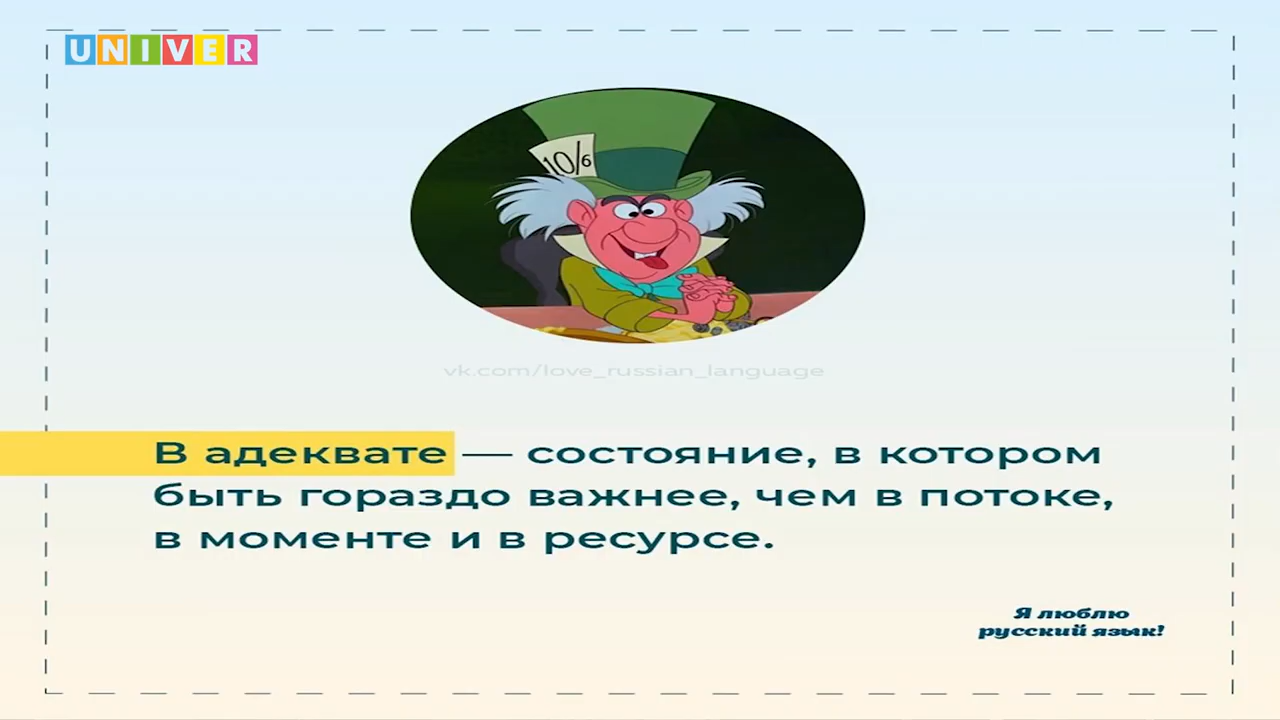 UNIVER
10/6
vk.com/love_russian_language
В адеквате — состояние, в котором
быть гораздо важнее, чем в потоке,
в моменте и в ресурсе.
Я люблю
русский язык!